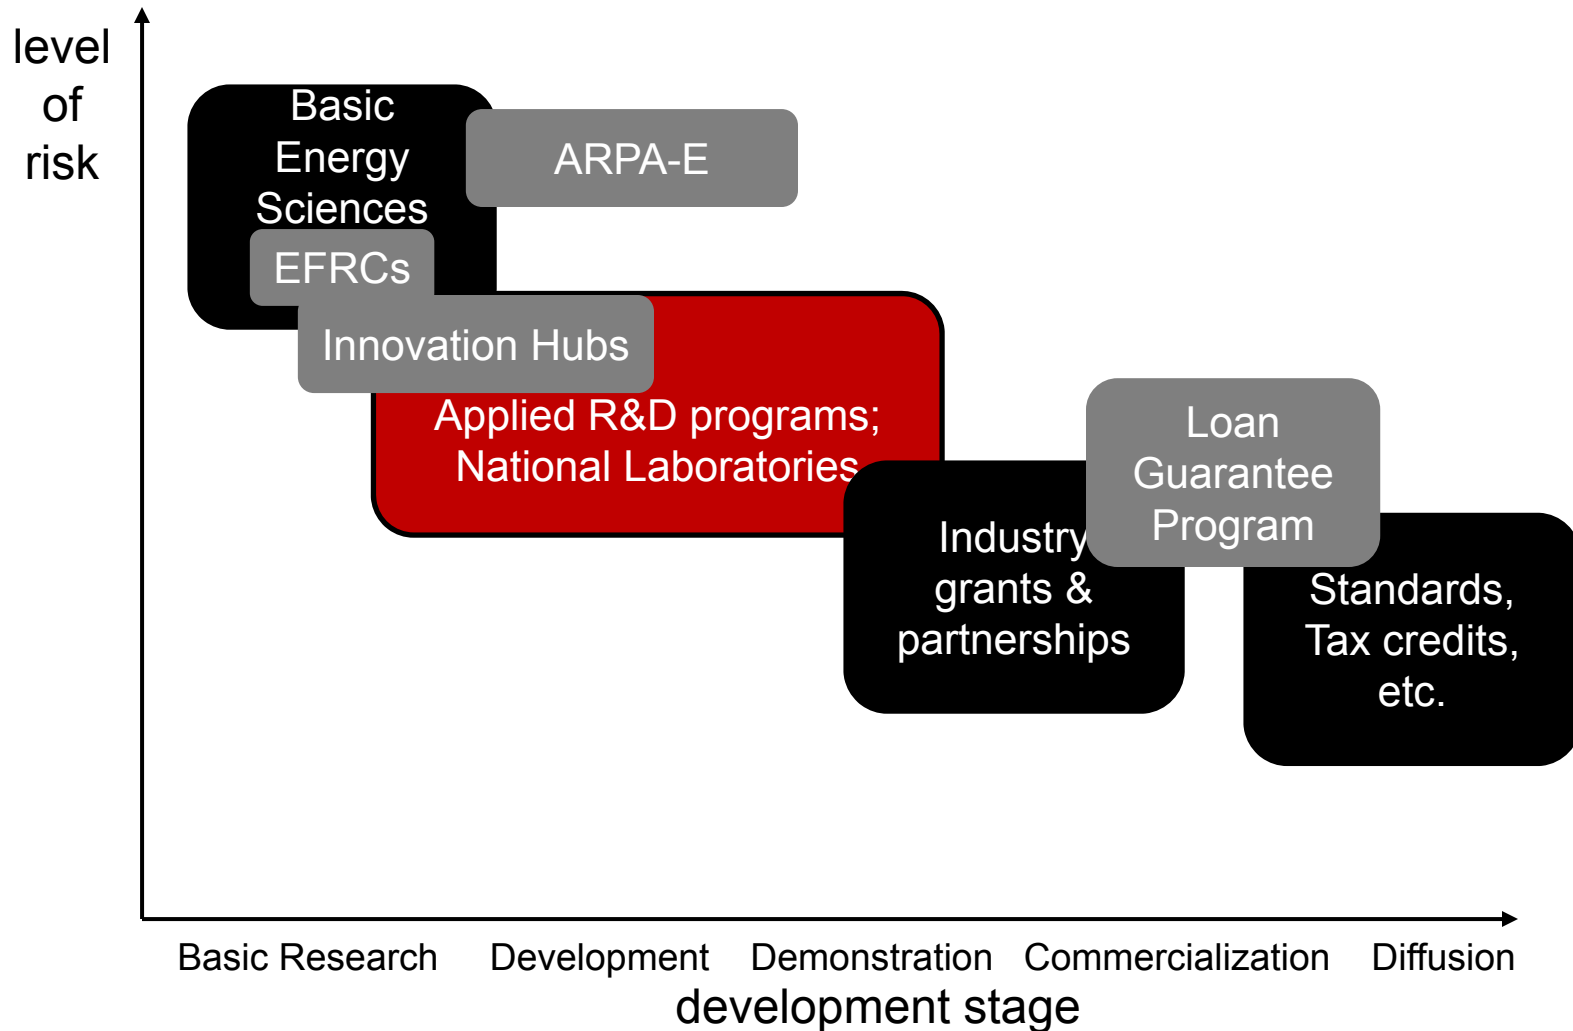 level
of
risk
Basic
Energy
Sciences
ARPA-E
EFRCs
Innovation Hubs
Applied R&D programs;
National Laboratories
Loan
Guarantee
Program
Industry
grants &
partnerships
Standards,
Tax credits,
etc.
Basic Research Development Demonstration Commercialization Diffusion
development stage